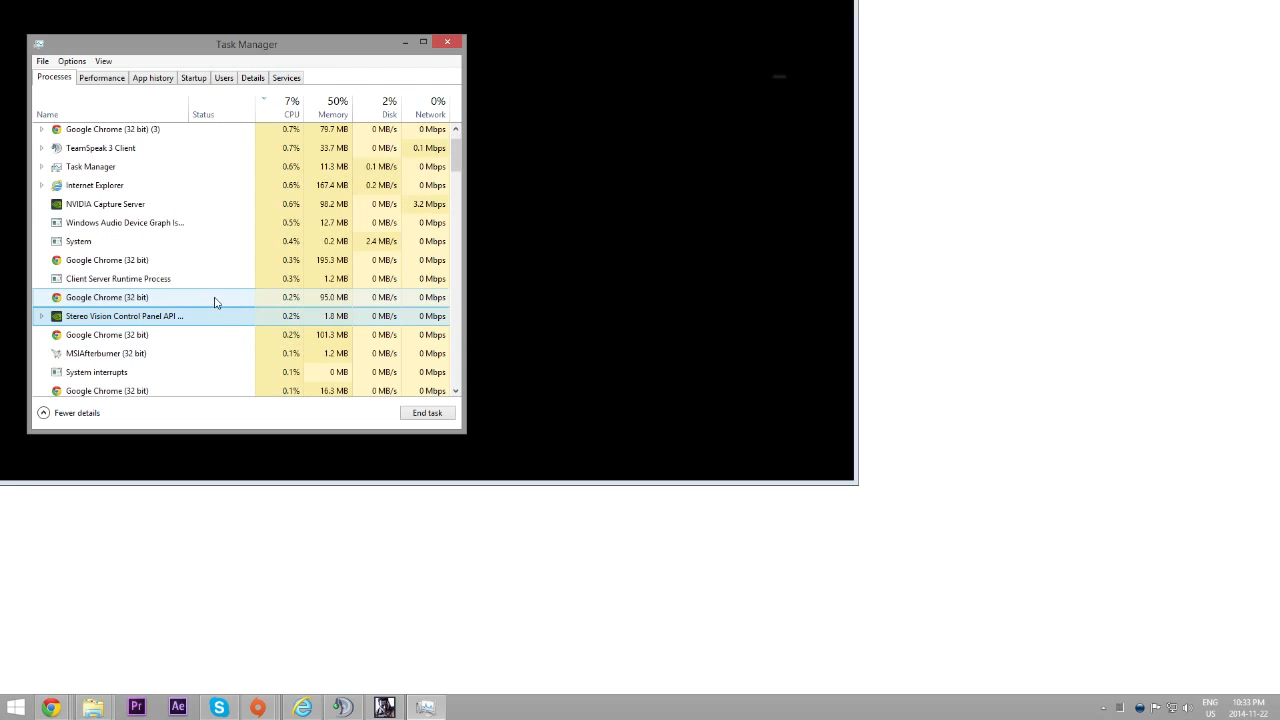 Task Manager
File Options View
Processes Performance App history Startup Users Details Services
7% 50% 2% 0%
Name Status CPU Memory Disk Network
Google Chrome (32 bit) (3) 0.7% 79.7 MB 0 MB/s 0 Mbps
TeamSpeak 3 Client 0.7% 33.7 MB 0 MB/s 0.1 Mbps
Task Manager 0.6% 11.3 MB 0.1 MB/s 0 Mbps
Internet Explorer 0.6% 167.4 MB 0.2 MB/s 0 Mbps
NVIDIA Capture Server 0.6% 98.2 MB 0 MB/s 3.2 Mbps
Windows Audio Device Graph Is... 0.5% 12.7 MB 0 MB/s 0 Mbps
System 0.4% 0.2 MB 2.4 MB/s 0 Mbps
Google Chrome (32 bit) 0.3% 195.3 MB 0 MB/s 0 Mbps
Client Server Runtime Process 0.3% 1.2 MB 0 MB/s 0 Mbps
Google Chrome (32 bit) 0.2% 95.0 MB 0 MB/s 0 Mbps
Stereo Vision Control Panel API ... 0.2% 1.8 MB 0 MB/s 0 Mbps
Google Chrome (32 bit) 0.2% 101.3 MB 0 MB/s 0 Mbps
MSIAfterburner (32 bit) 0.1% 1.2 MB 0 MB/s 0 Mbps
System interrupts 0.1% 0 MB 0 MB/s 0 Mbps
Google Chrome (32 bit) 0.1% 16.3 MB 0 MB/s 0 Mbps
Fewer details End task
Pr Ae
ENG 10:33 PM
US 2014-11-22